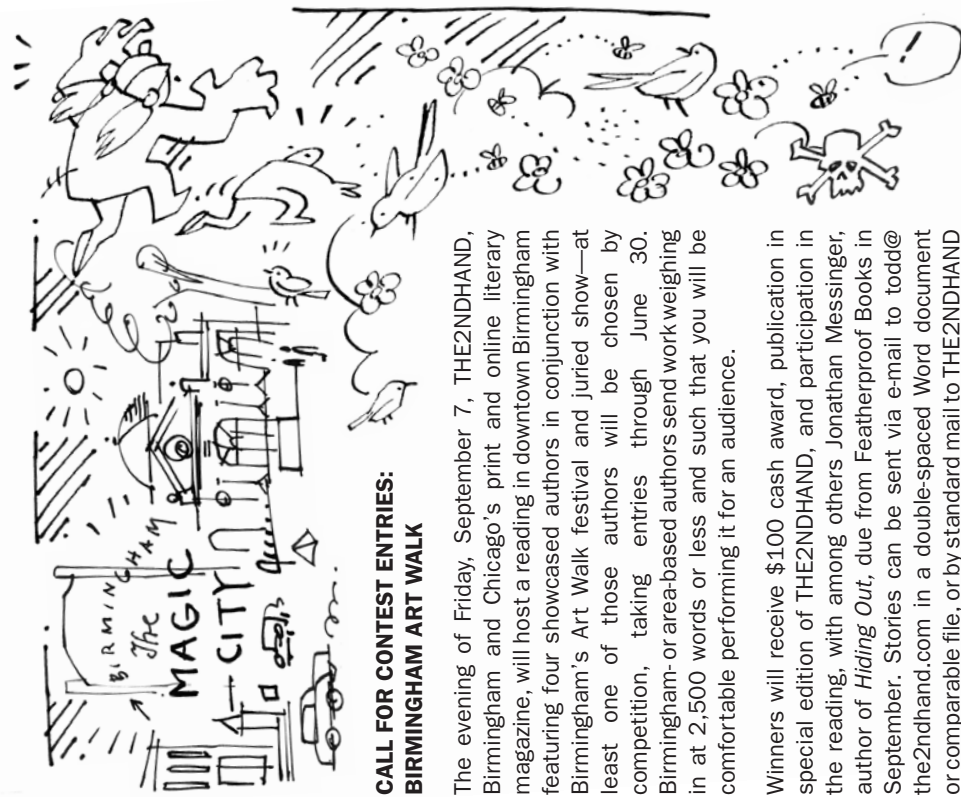 BIRMINGHAM
The
MAGIC
CITY
CALL FOR CONTEST ENTRIES:
BIRMINGHAM ART WALK
The evening of Friday, September 7, THE2NDHAND,
Birmingham and Chicago's print and online literary
magazine, will host a reading in downtown Birmingham
featuring four showcased authors in conjunction with
Birmingham's Art Walk festival and juried show—at
least one of those authors will be chosen by
competition, taking entries through June 30.
Birmingham- or area-based authors send work weighing
in at 2,500 words or less and such that you will be
comfortable performing it for an audience.
Winners will receive $100 cash award, publication in
special edition of THE2NDHAND, and participation in
the reading, with among others Jonathan Messinger,
author of Hiding Out, due from Featherproof Books in
September. Stories can be sent via e-mail to todd@
the2ndhand.com in a double-spaced Word document
or comparable file, or by standard mail to THE2NDHAND
!